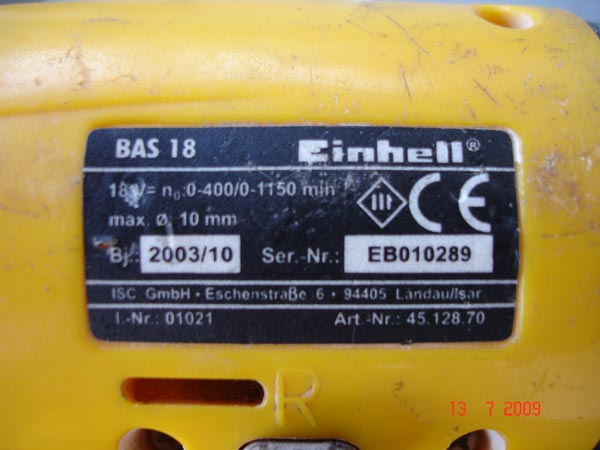 BAS 18 Einhell®
18 V= n₀:0-400/0-1150 min
max. Ø. 10 mm
CE
Bj.: 2003/10 Ser.-Nr.: EB010289
ISC GmbH • Eschenstraße 6 • 94405 Landau/Isar
I.-Nr.: 01021 Art.-Nr.: 45.128.70
R
13 7 2009